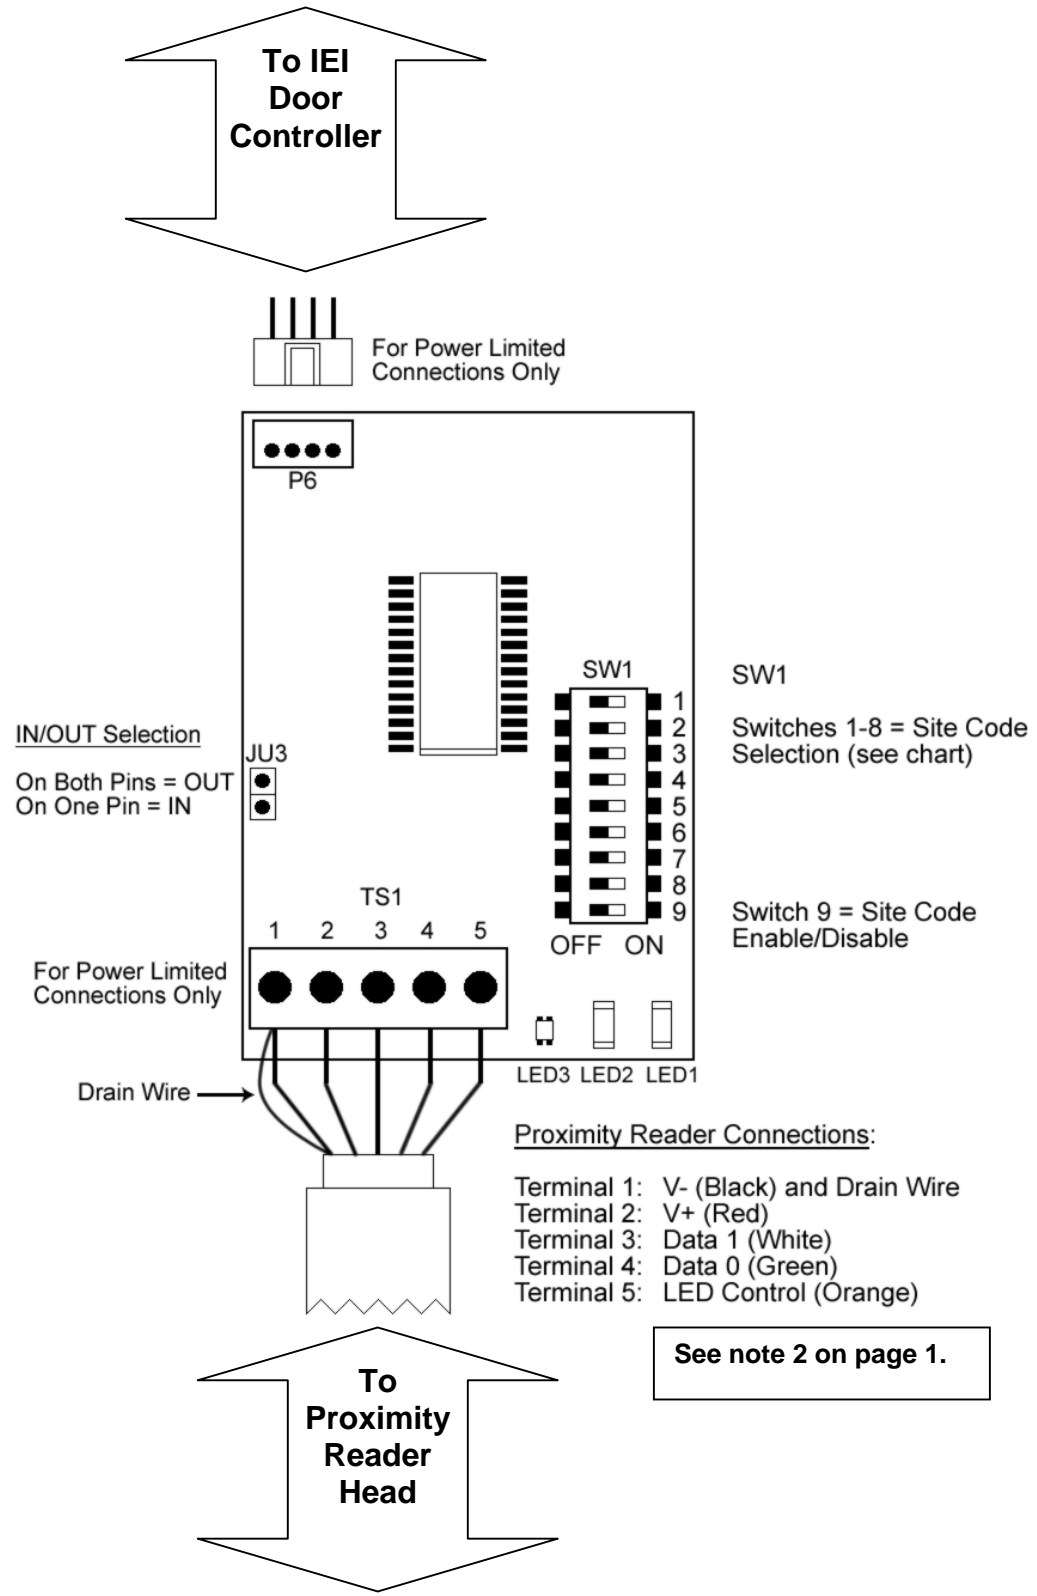 To IEI
Door
Controller
For Power Limited
Connections Only
P6
SW1
1
2
3
4
5
6
7
8
9
OFF ON
SW1
Switches 1-8 = Site Code
Selection (see chart)
Switch 9 = Site Code
Enable/Disable
IN/OUT Selection
On Both Pins = OUT
On One Pin = IN
JU3
TS1
1 2 3 4 5
For Power Limited
Connections Only
Drain Wire
LED3 LED2 LED1
Proximity Reader Connections:
Terminal 1: V- (Black) and Drain Wire
Terminal 2: V+ (Red)
Terminal 3: Data 1 (White)
Terminal 4: Data 0 (Green)
Terminal 5: LED Control (Orange)
See note 2 on page 1.
To
Proximity
Reader
Head